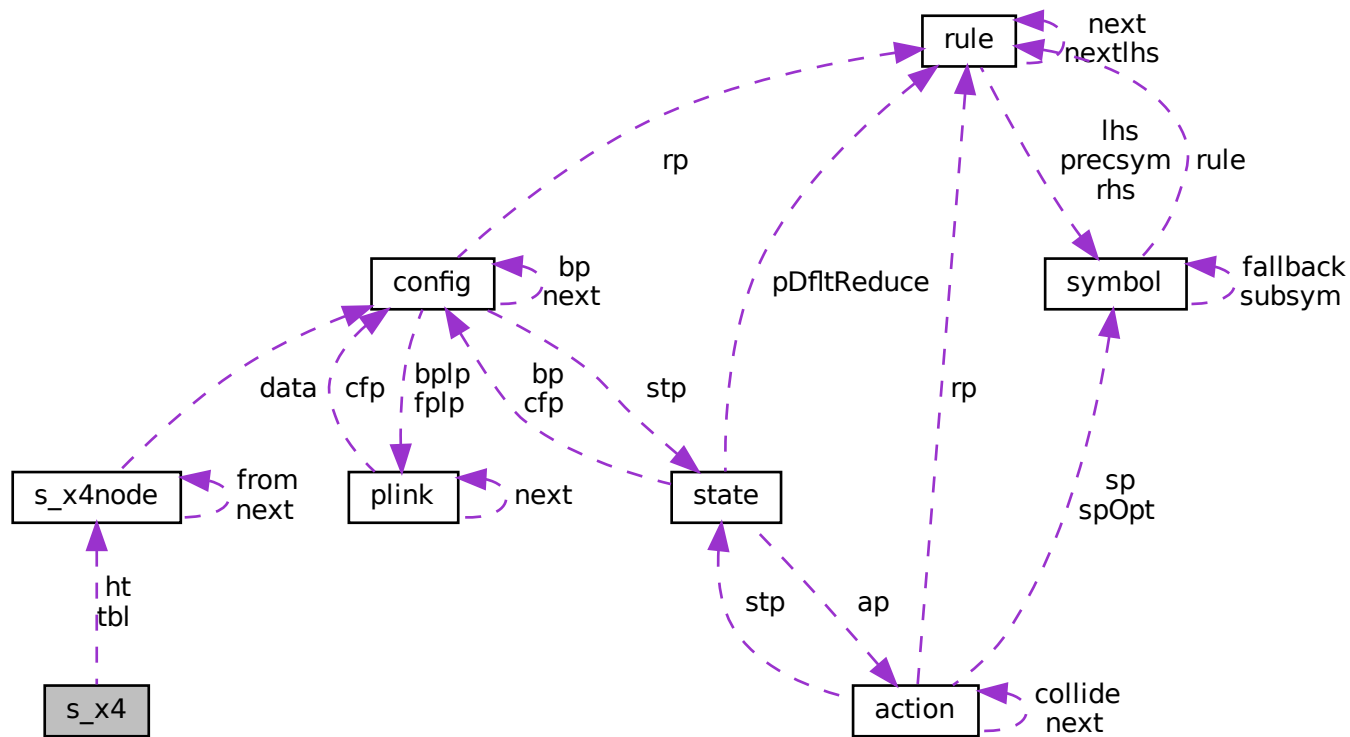 rule
next
nextlhs
lhs
precsym
rhs
rule
rp
config
bp
next
pDfltReduce
symbol
fallback
subsym
data
cfp
bplp
fplp
bp
cfp
stp
rp
s_x4node
from
next
plink
next
state
sp
spOpt
ht
tbl
stp
ap
s_x4
action
collide
next